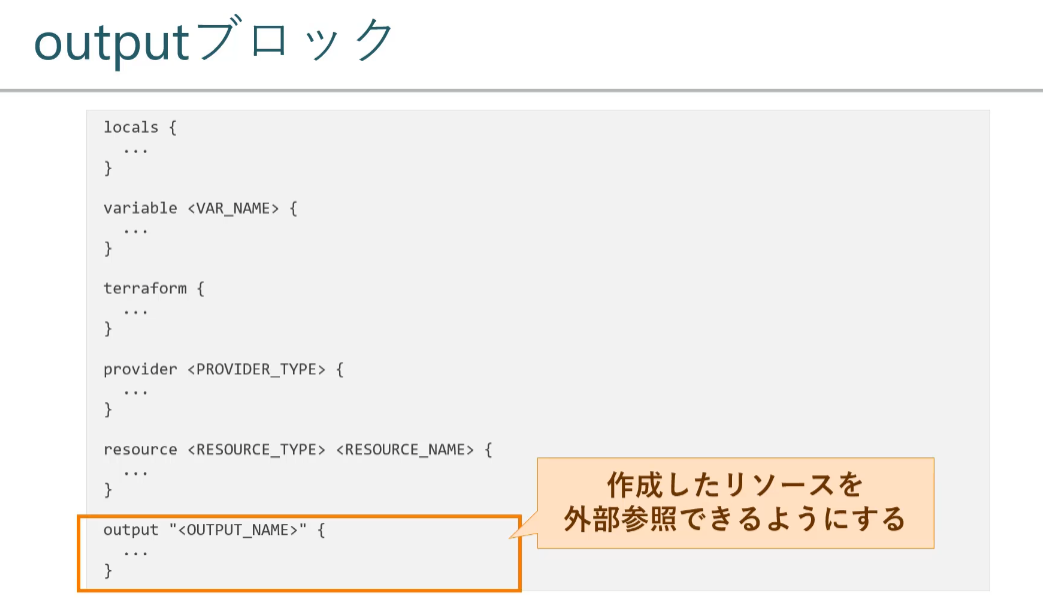 outputブロック
locals {
...
}
variable <VAR_NAME> {
...
}
terraform {
...
}
provider <PROVIDER_TYPE> {
...
}
resource <RESOURCE_TYPE> <RESOURCE_NAME> {
...
}
output "<OUTPUT_NAME>" {
...
}
作成したリソースを
外部参照できるようにする